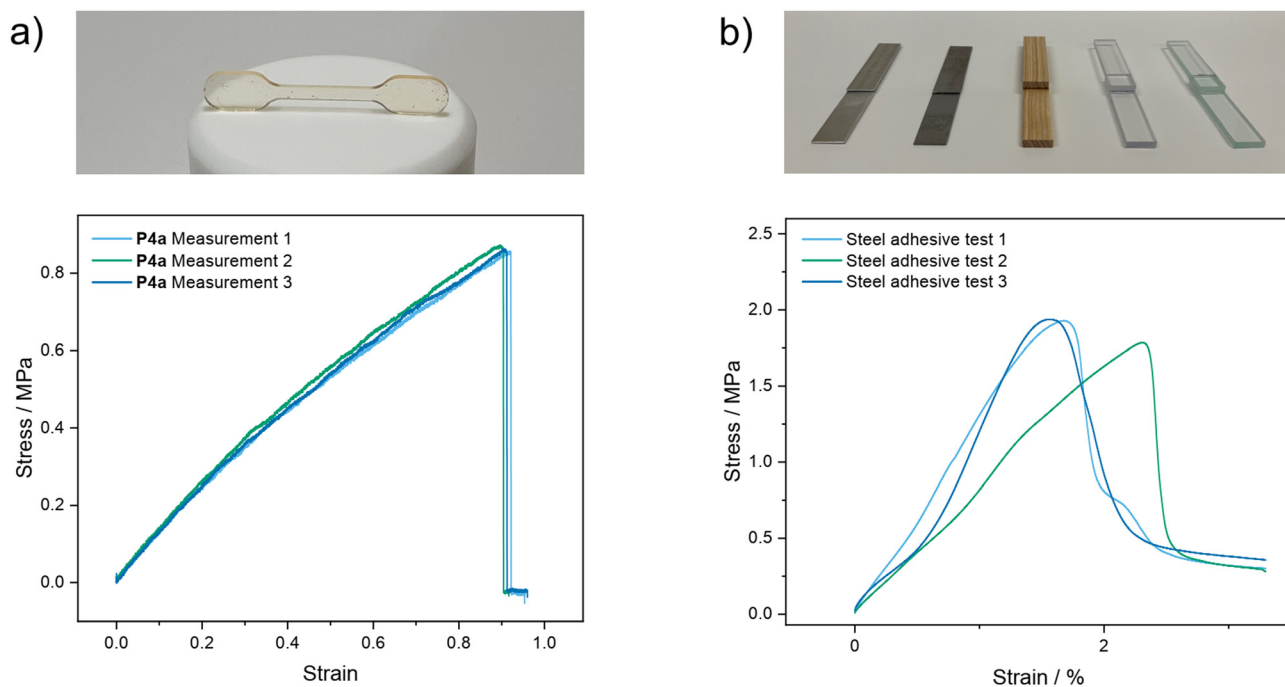 a)
P4a Measurement 1
P4a Measurement 2
P4a Measurement 3
Stress / MPa
0.8
0.6
0.4
0.2
0.0
0.0 0.2 0.4 0.6 0.8 1.0
Strain
b)
Steel adhesive test 1
Steel adhesive test 2
Steel adhesive test 3
Stress / MPa
2.5
2.0
1.5
1.0
0.5
0.0
0 2
Strain / %